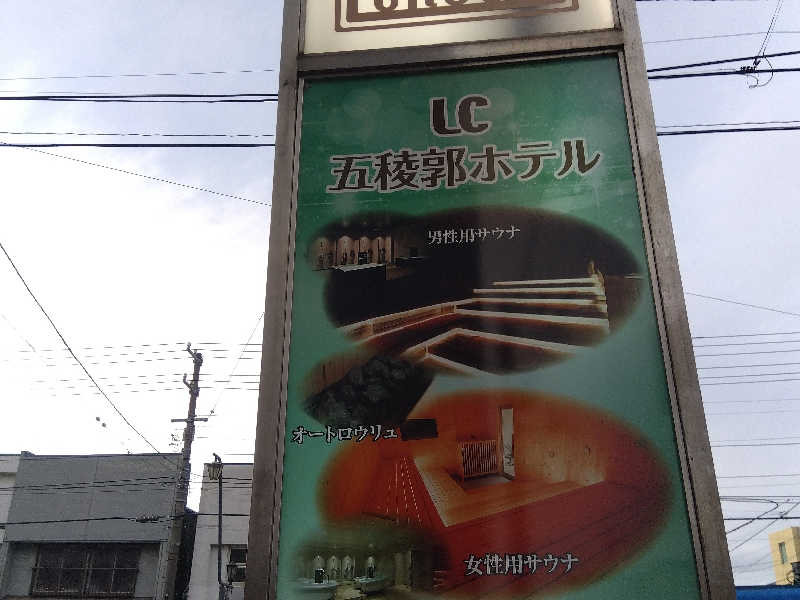 LC
五稜郭ホテル
男性用サウナ
オートロウリュ
女性用サウナ